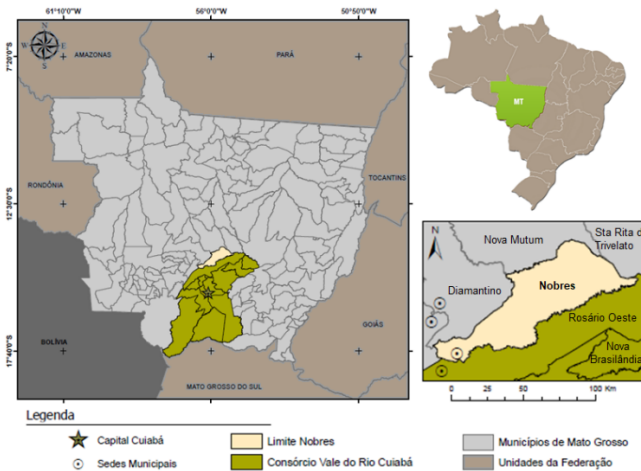 61°10'0"W
56°0'0"W
50°50'0"W
N
W
E
S
AMAZONAS
PARÁ
7°20'0"S
MT
TOCANTINS
RONDÔNIA
12°30'0"S
N
Nova Mutum
Sta Rita d
Trivelato
Diamantino
Nobres
Rosário Oeste
Nova
Brasilândia
BOLÍVIA
GOIÁS
17°40'0"S
MATO GROSSO DO SUL
0 25 50 100 Km
Legenda
Capital Cuiabá
Limite Nobres
Municípios de Mato Grosso
Sedes Municipais
Consórcio Vale do Rio Cuiabá
Unidades da Federação